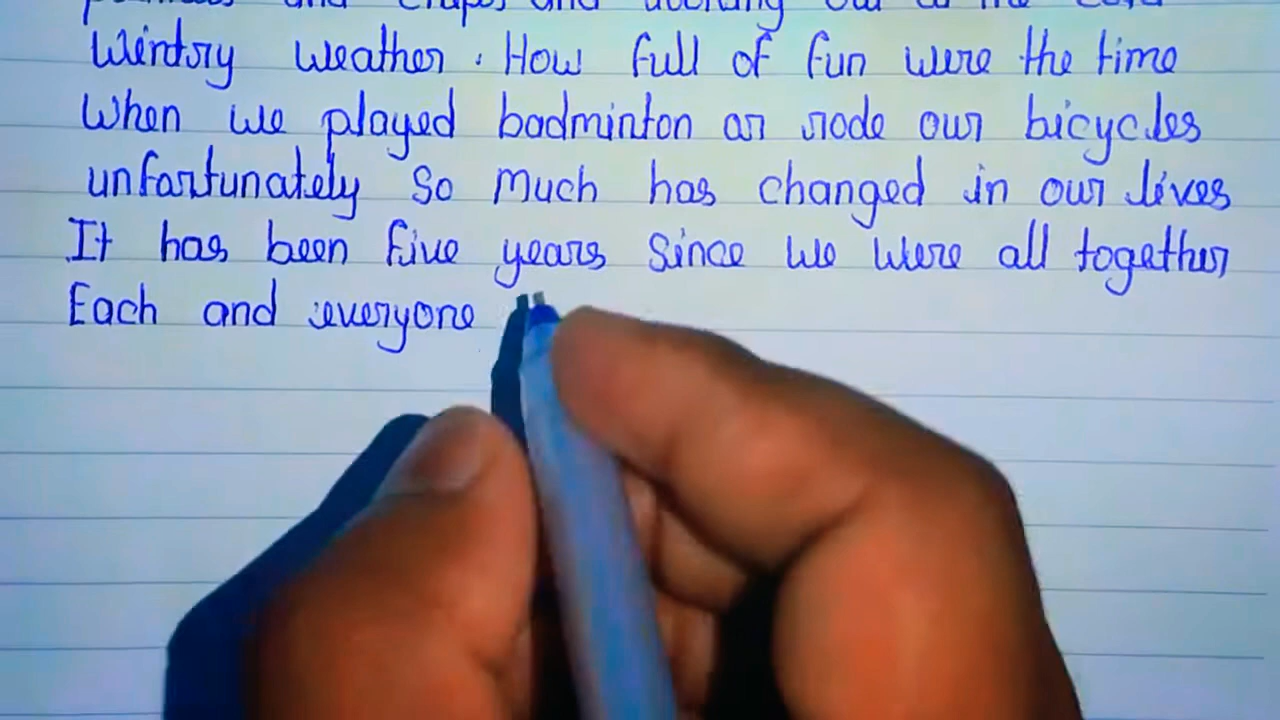 and
Wintry weather. How full of fun were the time
When we played badminton or rode our bicycles
unfortunately so much has changed in our lives
It has been five years since we were all together
Each and everyone